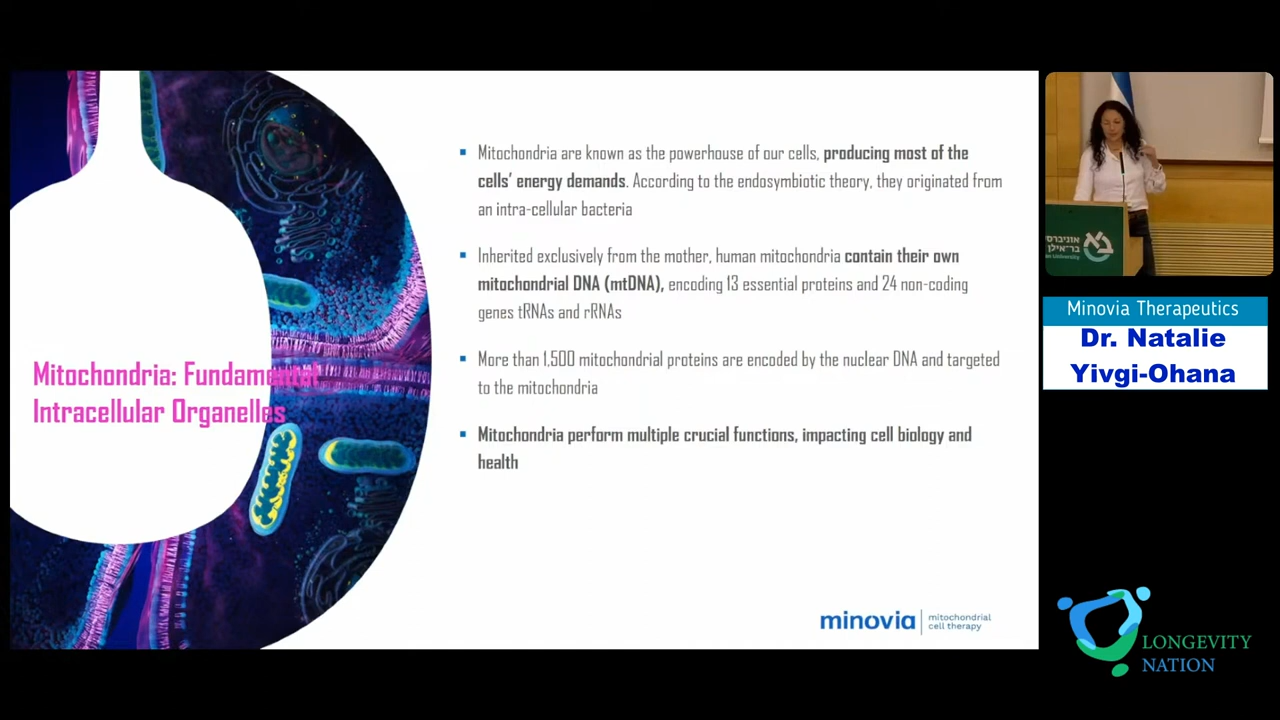 Mitochondria: Fundamental
Intracellular Organelles
▪ Mitochondria are known as the powerhouse of our cells, producing most of the
cells’ energy demands. According to the endosymbiotic theory, they originated from
an intra-cellular bacteria
▪ Inherited exclusively from the mother, human mitochondria contain their own
mitochondrial DNA (mtDNA), encoding 13 essential proteins and 24 non-coding
genes tRNAs and rRNAs
▪ More than 1,500 mitochondrial proteins are encoded by the nuclear DNA and targeted
to the mitochondria
▪ Mitochondria perform multiple crucial functions, impacting cell biology and
health
minovia
mitochondrial
cell therapy
אוניברסי
בר-אילן
University
Minovia Therapeutics
Dr. Natalie
Yivgi-Ohana
LONGEVITY
NATION